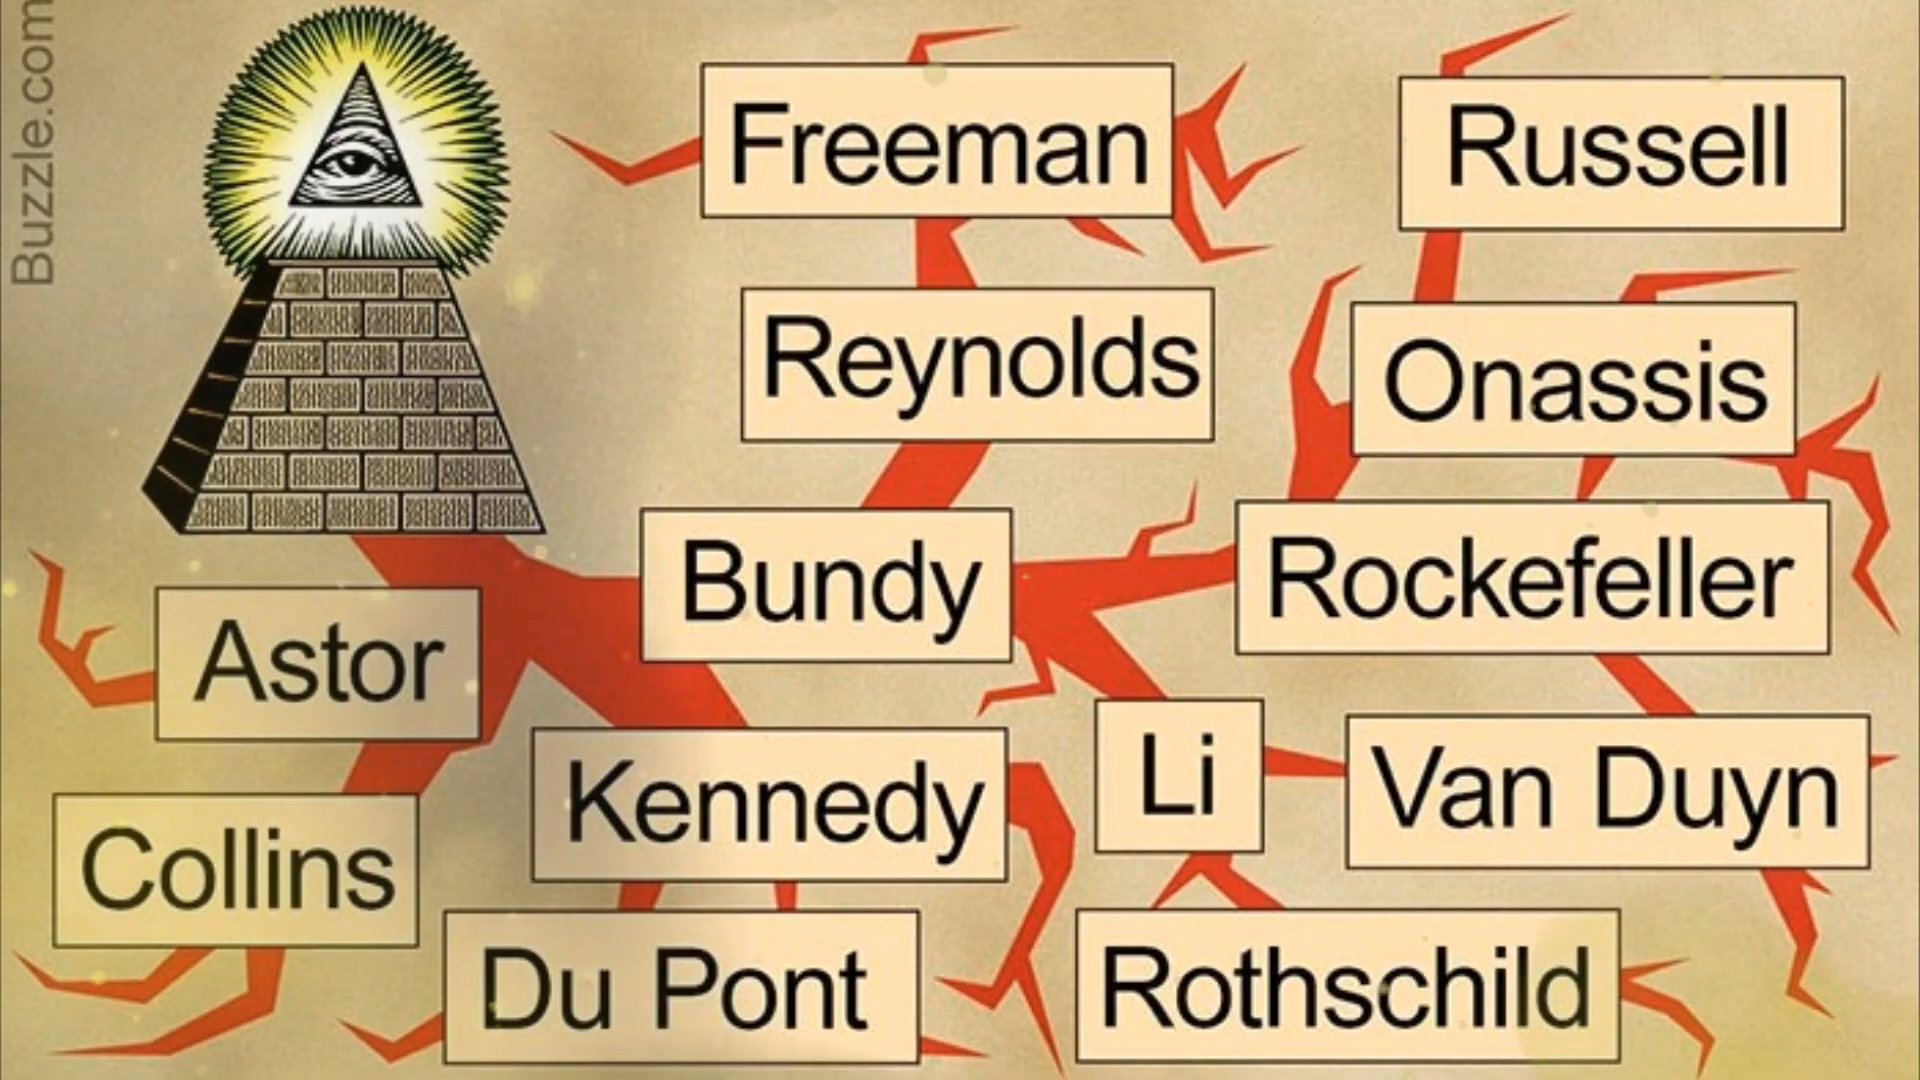 Buzzle.com
Freeman
Russell
Reynolds
Onassis
Bundy
Rockefeller
Astor
Kennedy
Li
Van Duyn
Collins
Du Pont
Rothschild